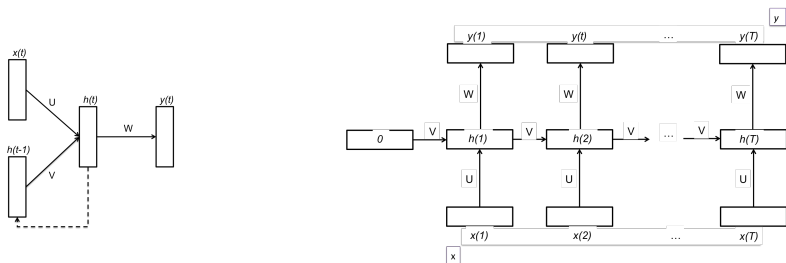 x(t)
U
h(t)
y(t)
W
h(t-1)
V
y
y(1) y(t) ... y(T)
W W W
0 V h(1) V h(2) V ... V h(T)
U U U
x(1) x(2) ... x(T)
x